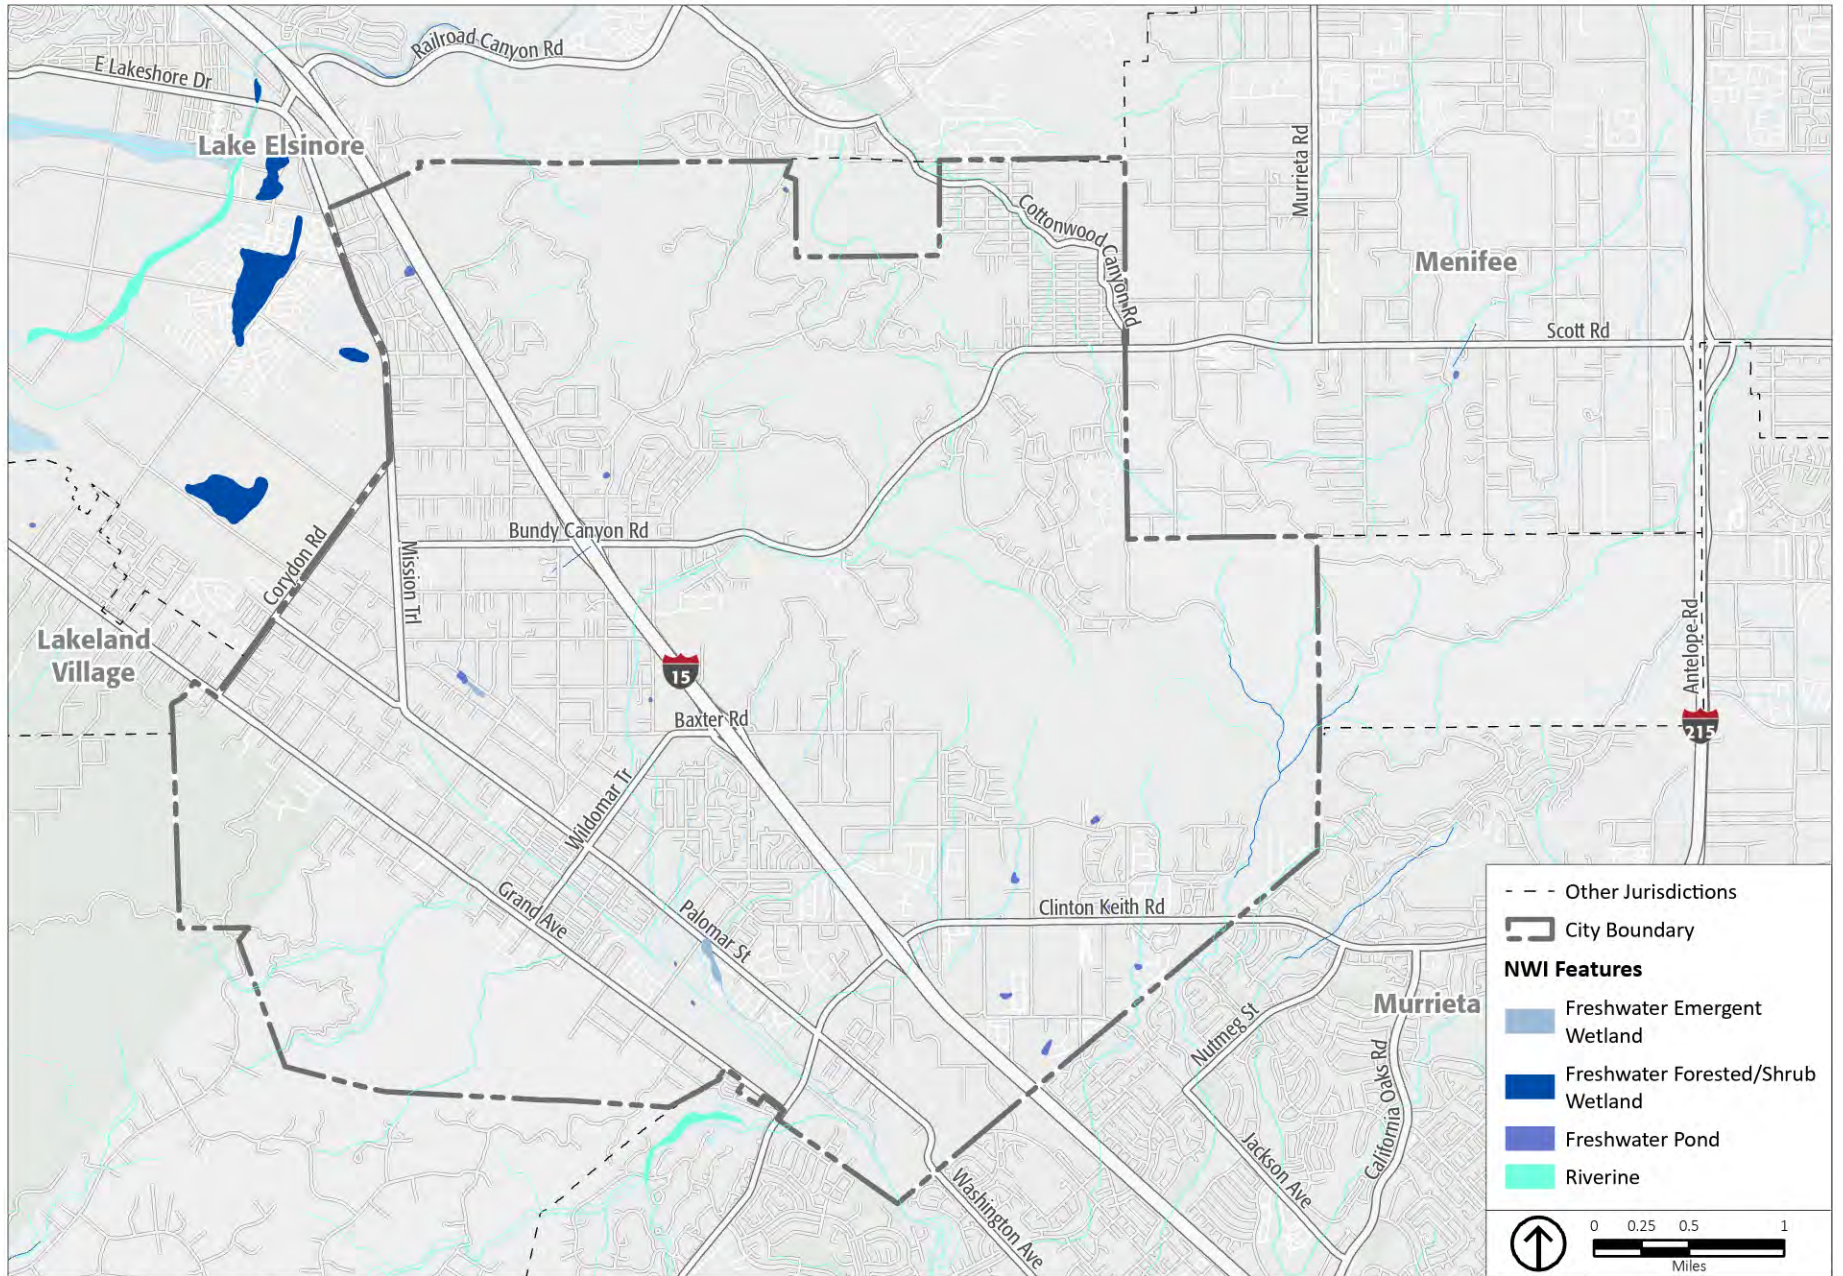 Railroad Canyon Rd
E Lakeshore Dr
Lake Elsinore
Murrieta Rd
Cottonwood Canyon Rd
Menifee
Scott Rd
Bundy Canyon Rd
Corydon Rd
Mission Trl
Antelope Rd
Lakeland
Village
15
Baxter Rd
215
Wildomar Tr
Grand Ave
Palomar St
Clinton Keith Rd
Murrieta
Nutmeg St
California Oaks Rd
Jackson Ave
Washington Ave
Other Jurisdictions
City Boundary
NWI Features
Freshwater Emergent
Wetland
Freshwater Forested/Shrub
Wetland
Freshwater Pond
Riverine
0 0.25 0.5 1
Miles